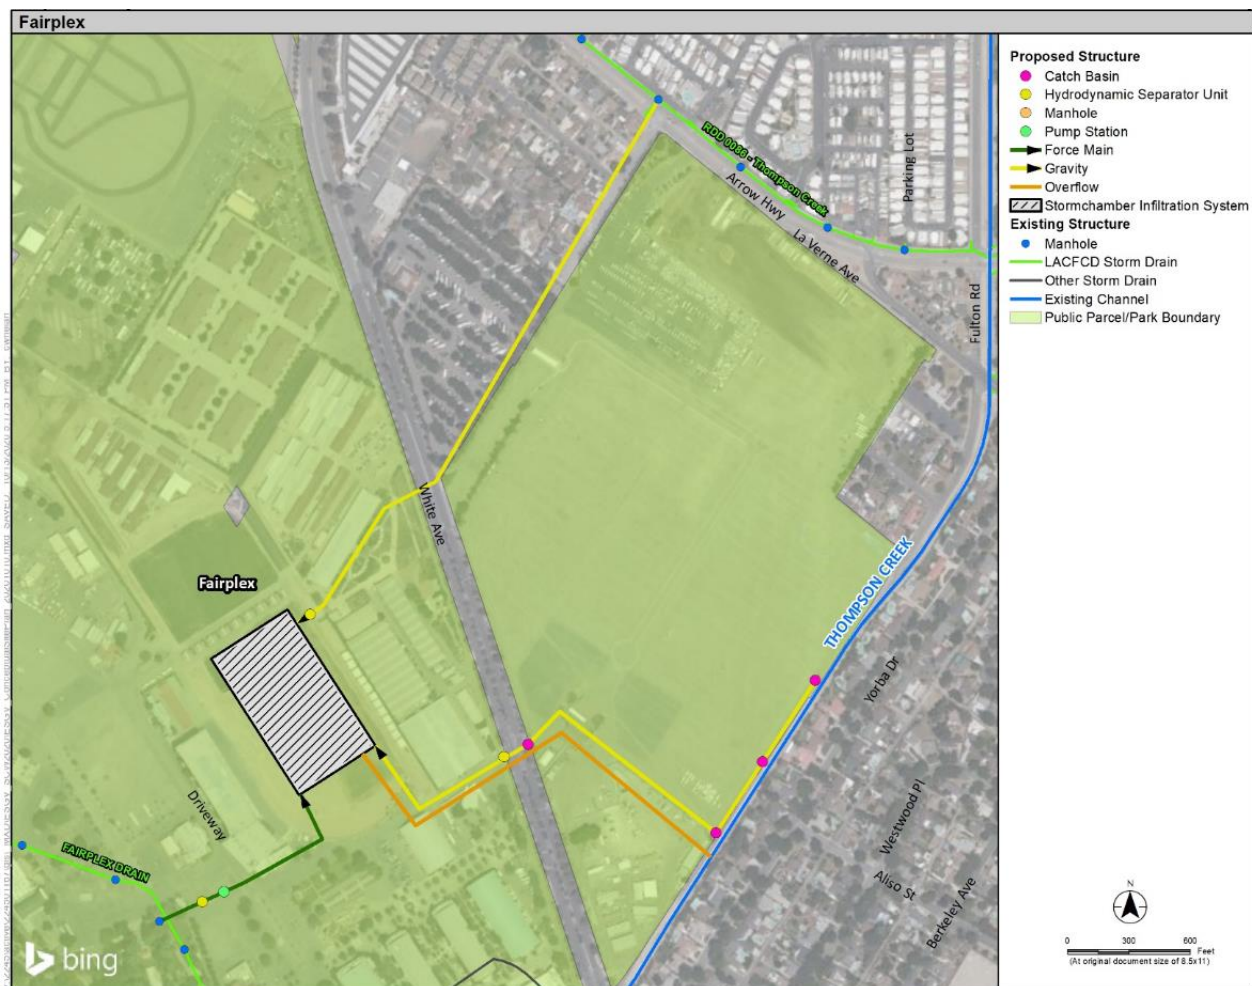 Fairplex
Proposed Structure
Catch Basin
Hydrodynamic Separator Unit
Manhole
Pump Station
Force Main
Gravity
Overflow
Stormchamber Infiltration System
Existing Structure
Manhole
LACFCD Storm Drain
Other Storm Drain
Existing Channel
Public Parcel/Park Boundary
RDD 0086 - Thompson Creek
Arrow Hwy
La Verne Ave
Parking Lot
Fulton Rd
White Ave
Fairplex
THOMPSON CREEK
Yorba Dr
Westwood Pl
Aliso St
Berkeley Ave
Driveway
FAIRPLEX DRAIN
bing
N
0 300 600
Feet
(At original document size of 8.5x11)